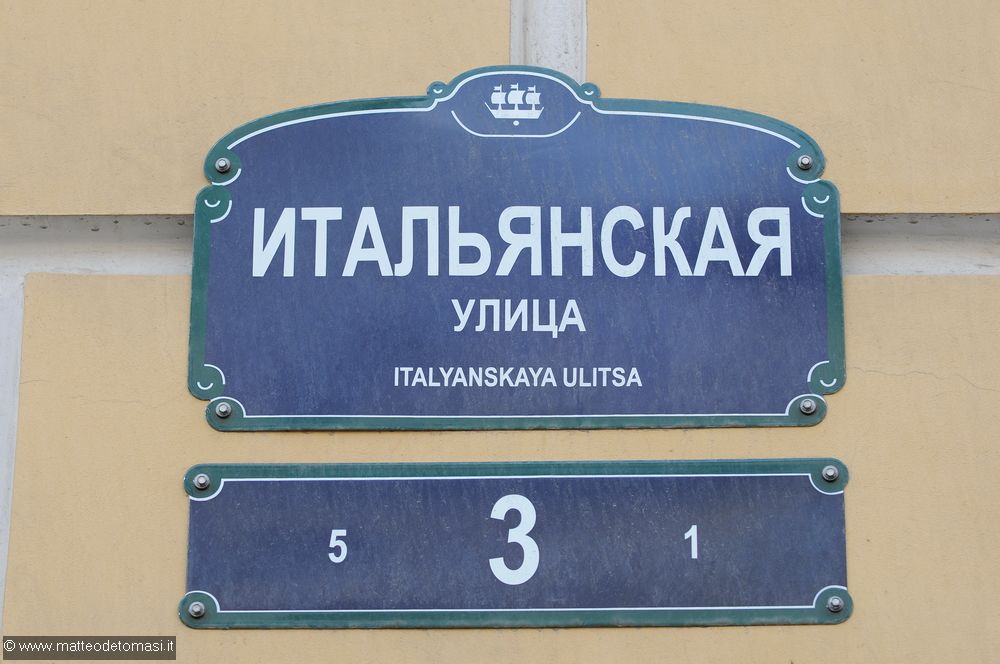 ИТАЛЬЯНСКАЯ
УЛИЦА
ITALYANSKAYA ULITSA
5 3 1
© www.matteodetomasi.it